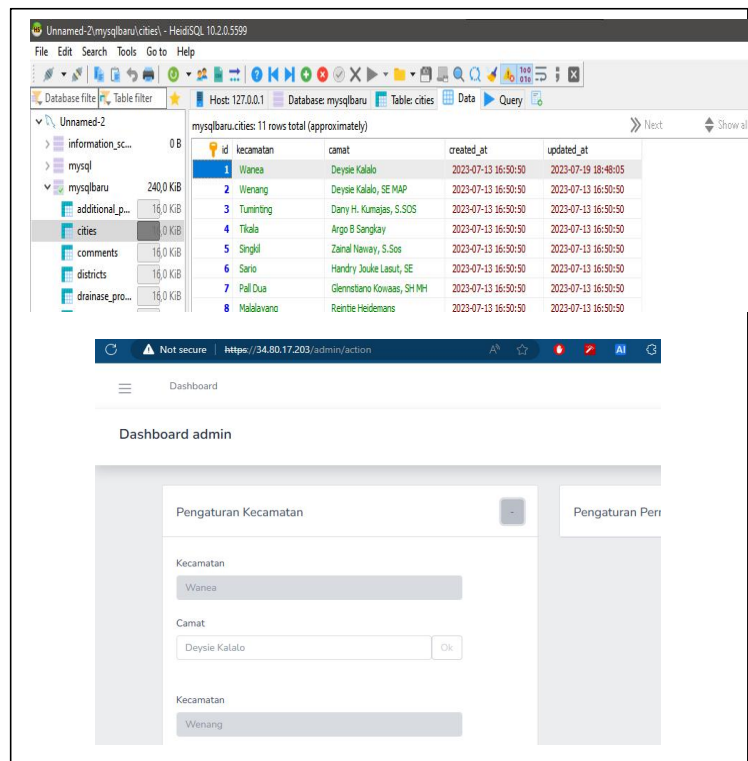 Unnamed-2\mysqlbaru\cities\ - HeidiSQL 10.2.0.5599
File Edit Search Tools Go to Help
Database filte Table filter Host: 127.0.0.1 Database: mysqlbaru Table: cities Data Query
Unnamed-2 mysqlbaru.cities: 11 rows total (approximately) Next Show al
information_sc... 0 B id kecamatan camat created_at updated_at
mysql 1 Wanea Deysie Kalalo 2023-07-13 16:50:50 2023-07-19 18:48:05
mysqlbaru 240,0 KiB 2 Wenang Deysie Kalalo, SE MAP 2023-07-13 16:50:50 2023-07-13 16:50:50
additional_p... 16,0 KiB 3 Tuminting Dany H. Kumajas, S.SOS 2023-07-13 16:50:50 2023-07-13 16:50:50
cities 4 Tikala Argo B Sangkay 2023-07-13 16:50:50 2023-07-13 16:50:50
comments 16,0 KiB 5 Singkil Zainal Naway, S.Sos 2023-07-13 16:50:50 2023-07-13 16:50:50
districts 16,0 KiB 6 Sario Handry Jouke Lasut, SE 2023-07-13 16:50:50 2023-07-13 16:50:50
drainase_pro... 16,0 KiB 7 Pall Dua Glennstiano Kowaas, SH MH 2023-07-13 16:50:50 2023-07-13 16:50:50
8 Malalayang Reintie Heidemans 2023-07-13 16:50:50 2023-07-13 16:50:50
Not secure https://34.80.17.203/admin/action
Dashboard
Dashboard admin
Pengaturan Kecamatan - Pengaturan Perr
Kecamatan
Wanea
Camat
Deysie Kalalo Ok
Kecamatan
Wenang